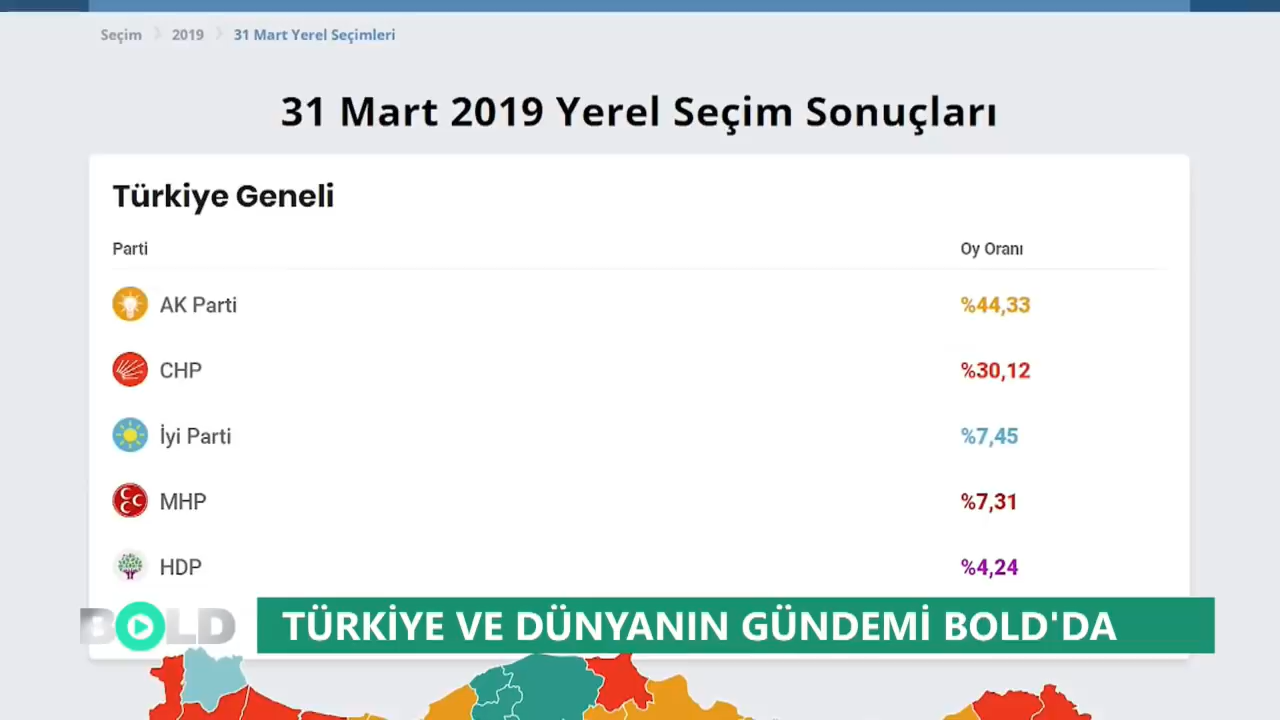 Seçim 2019 31 Mart Yerel Seçimleri
31 Mart 2019 Yerel Seçim Sonuçları
Türkiye Geneli
Parti Oy Oranı
AK Parti %44,33
CHP %30,12
İyi Parti %7,45
MHP %7,31
HDP %4,24
BOLD TÜRKİYE VE DÜNYANIN GÜNDEMİ BOLD'DA